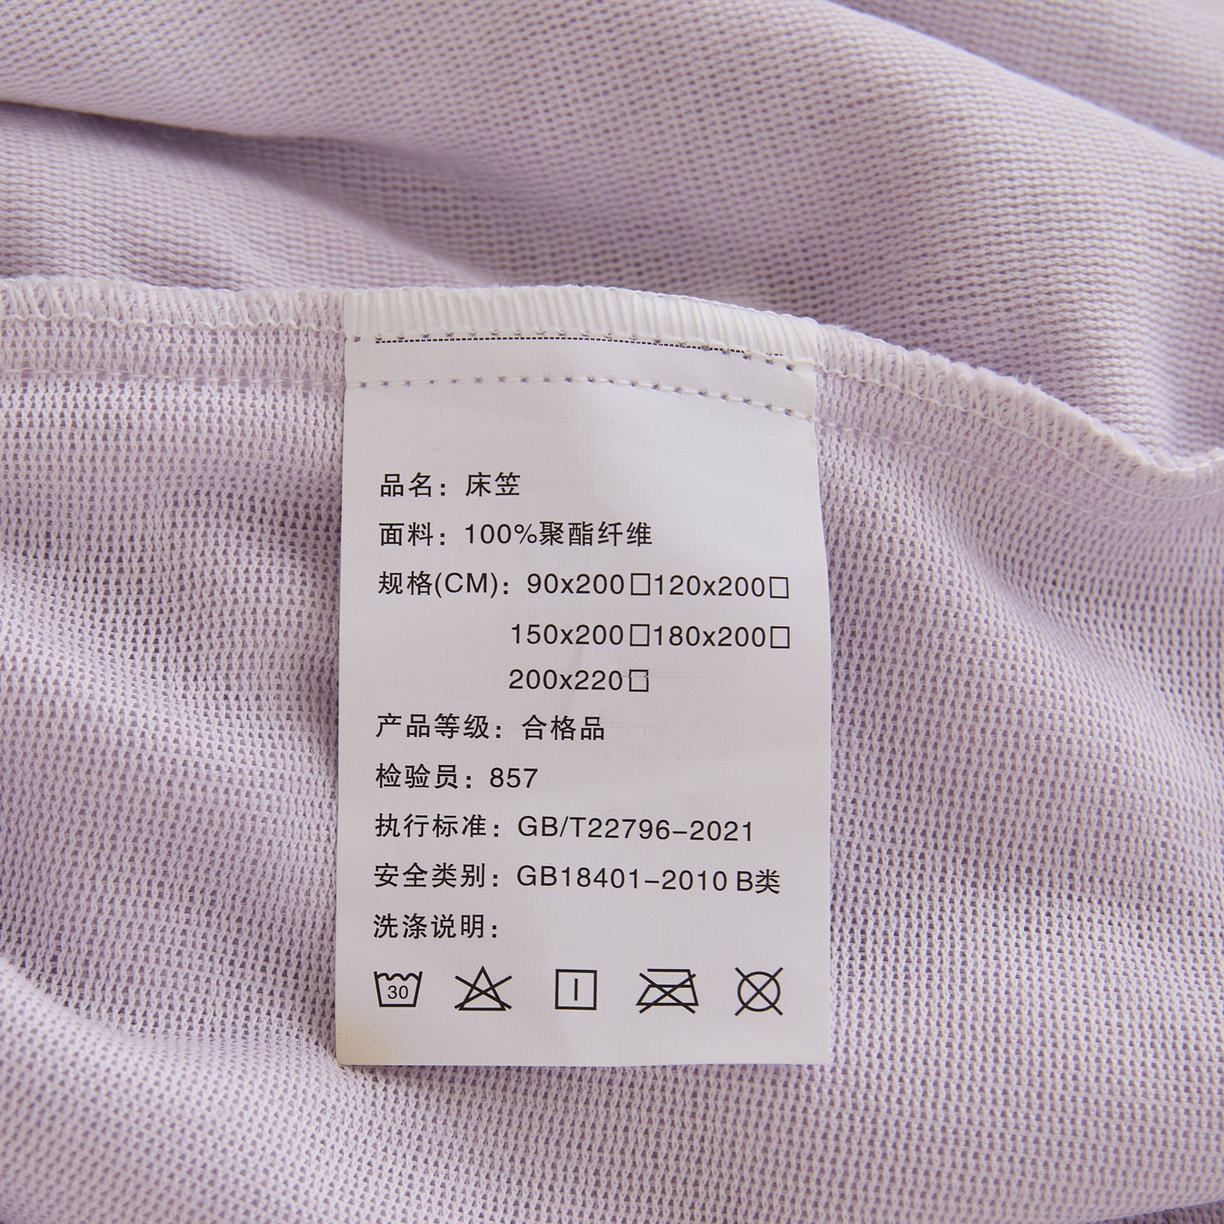 品名：床笠
面料：100%聚酯纤维
规格(CM)：90x200□120x200□
150x200□180x200□
200x220□
产品等级：合格品
检验员：857
执行标准：GB/T22796-2021
安全类别：GB18401-2010 B类
洗涤说明：
30